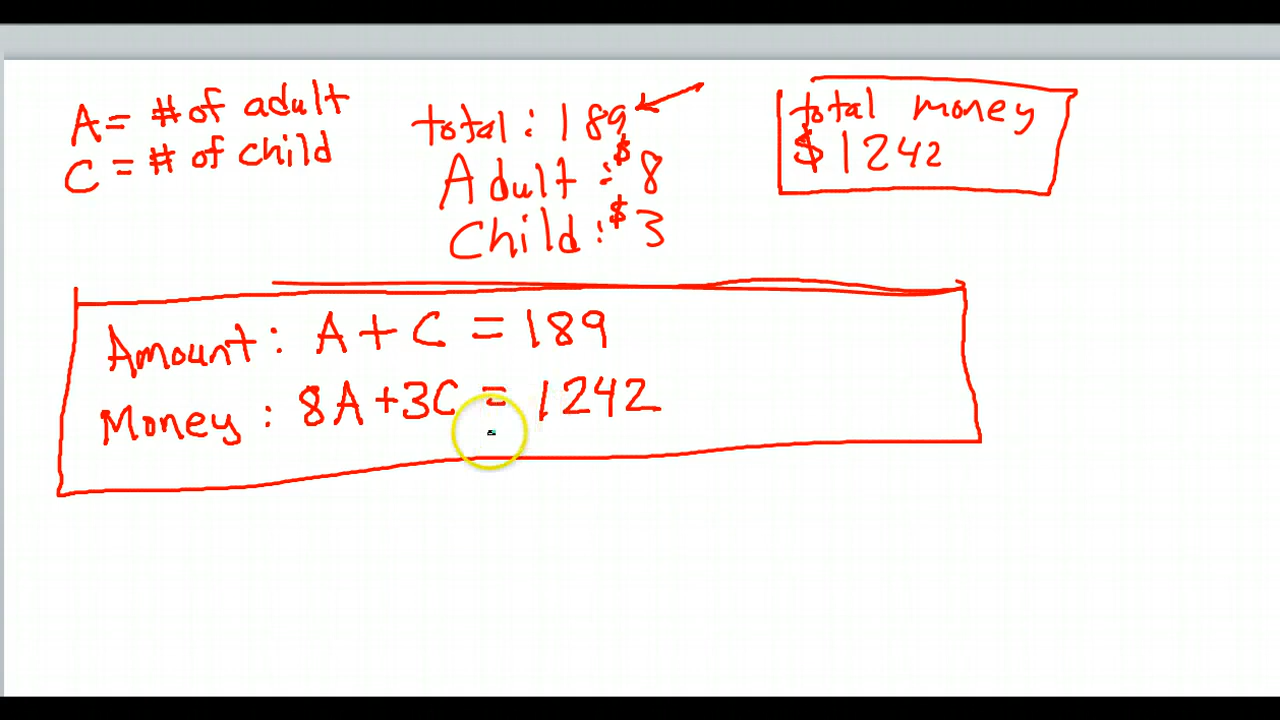 A = # of adult
C = # of child
total: 189
Adult: $8
Child: $3
total money
$1242
Amount: A + C = 189
Money: 8A + 3C = 1242